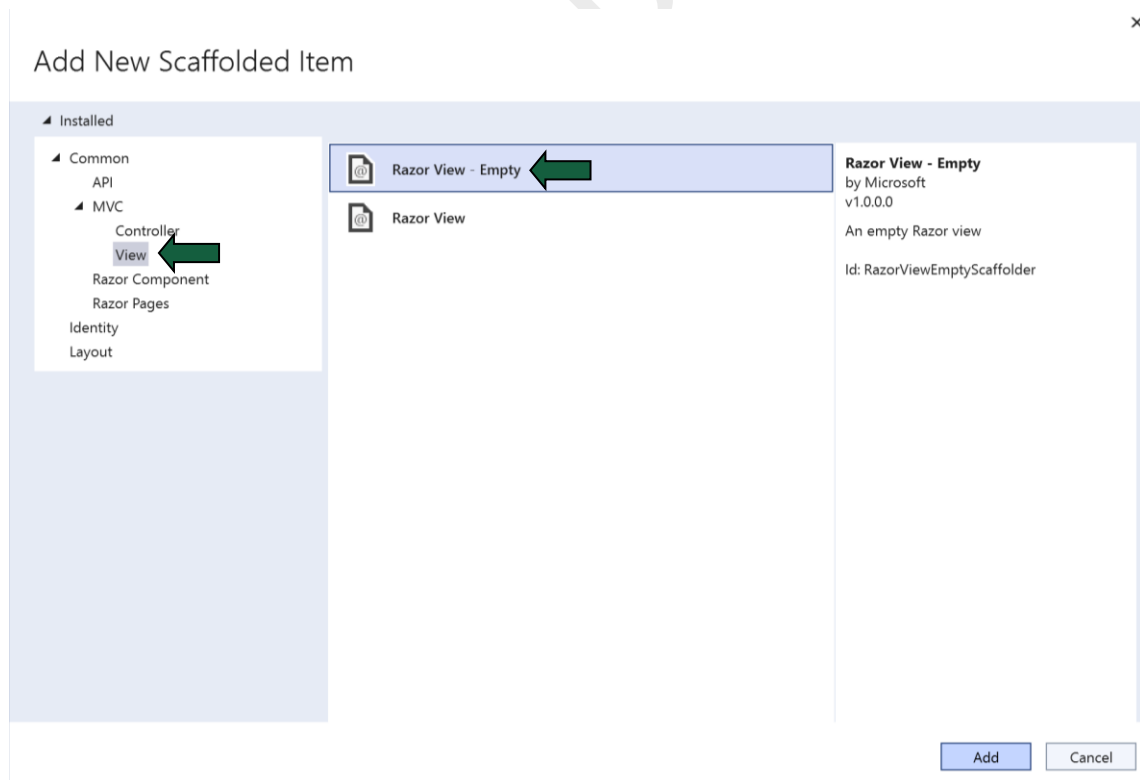 Add New Scaffolded Item
Installed
Common
API
MVC
Controller
View
Razor Component
Razor Pages
Identity
Layout
Razor View - Empty
Razor View
Razor View - Empty
by Microsoft
v1.0.0.0
An empty Razor view
Id: RazorViewEmptyScaffolder
Add
Cancel